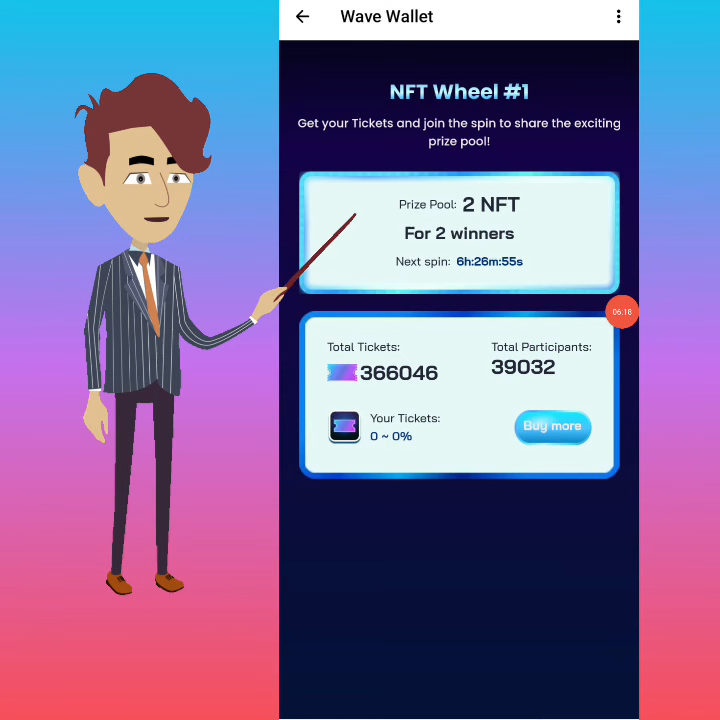 Wave Wallet
NFT Wheel #1
Get your Tickets and join the spin to share the exciting
prize pool!
Prize Pool: 2 NFT
For 2 winners
Next spin: 6h:26m:55s
06:18
Total Tickets:
366046
Total Participants:
39032
Your Tickets:
0 ~ 0%
Buy more